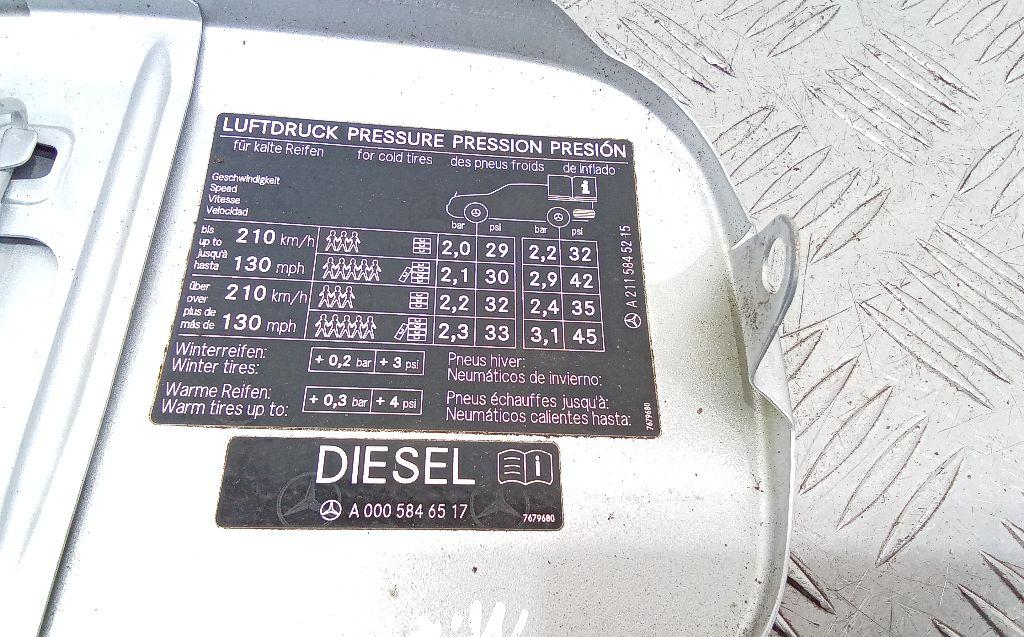 LUFTDRUCK PRESSURE PRESSION PRESIÓN
für kalte Reifen for cold tires des pneus froids de inflado
Geschwindigkeit
Speed
Vitesse
Velocidad
bar psi bar psi
bis
up to
jusqu'à
hasta
210 km/h
130 mph
2,0 29 2,2 32
2,1 30 2,9 42
über
over
plus de
más de
210 km/h
130 mph
2,2 32 2,4 35
2,3 33 3,1 45
Winterreifen:
Winter tires:
+ 0,2 bar + 3 psi
Pneus hiver:
Neumáticos de invierno:
Warme Reifen:
Warm tires up to:
+ 0,3 bar + 4 psi
Pneus échauffes jusqu'à:
Neumáticos calientes hasta:
A 211 584 52 15
7679680
DIESEL
A 000 584 65 17
7679680